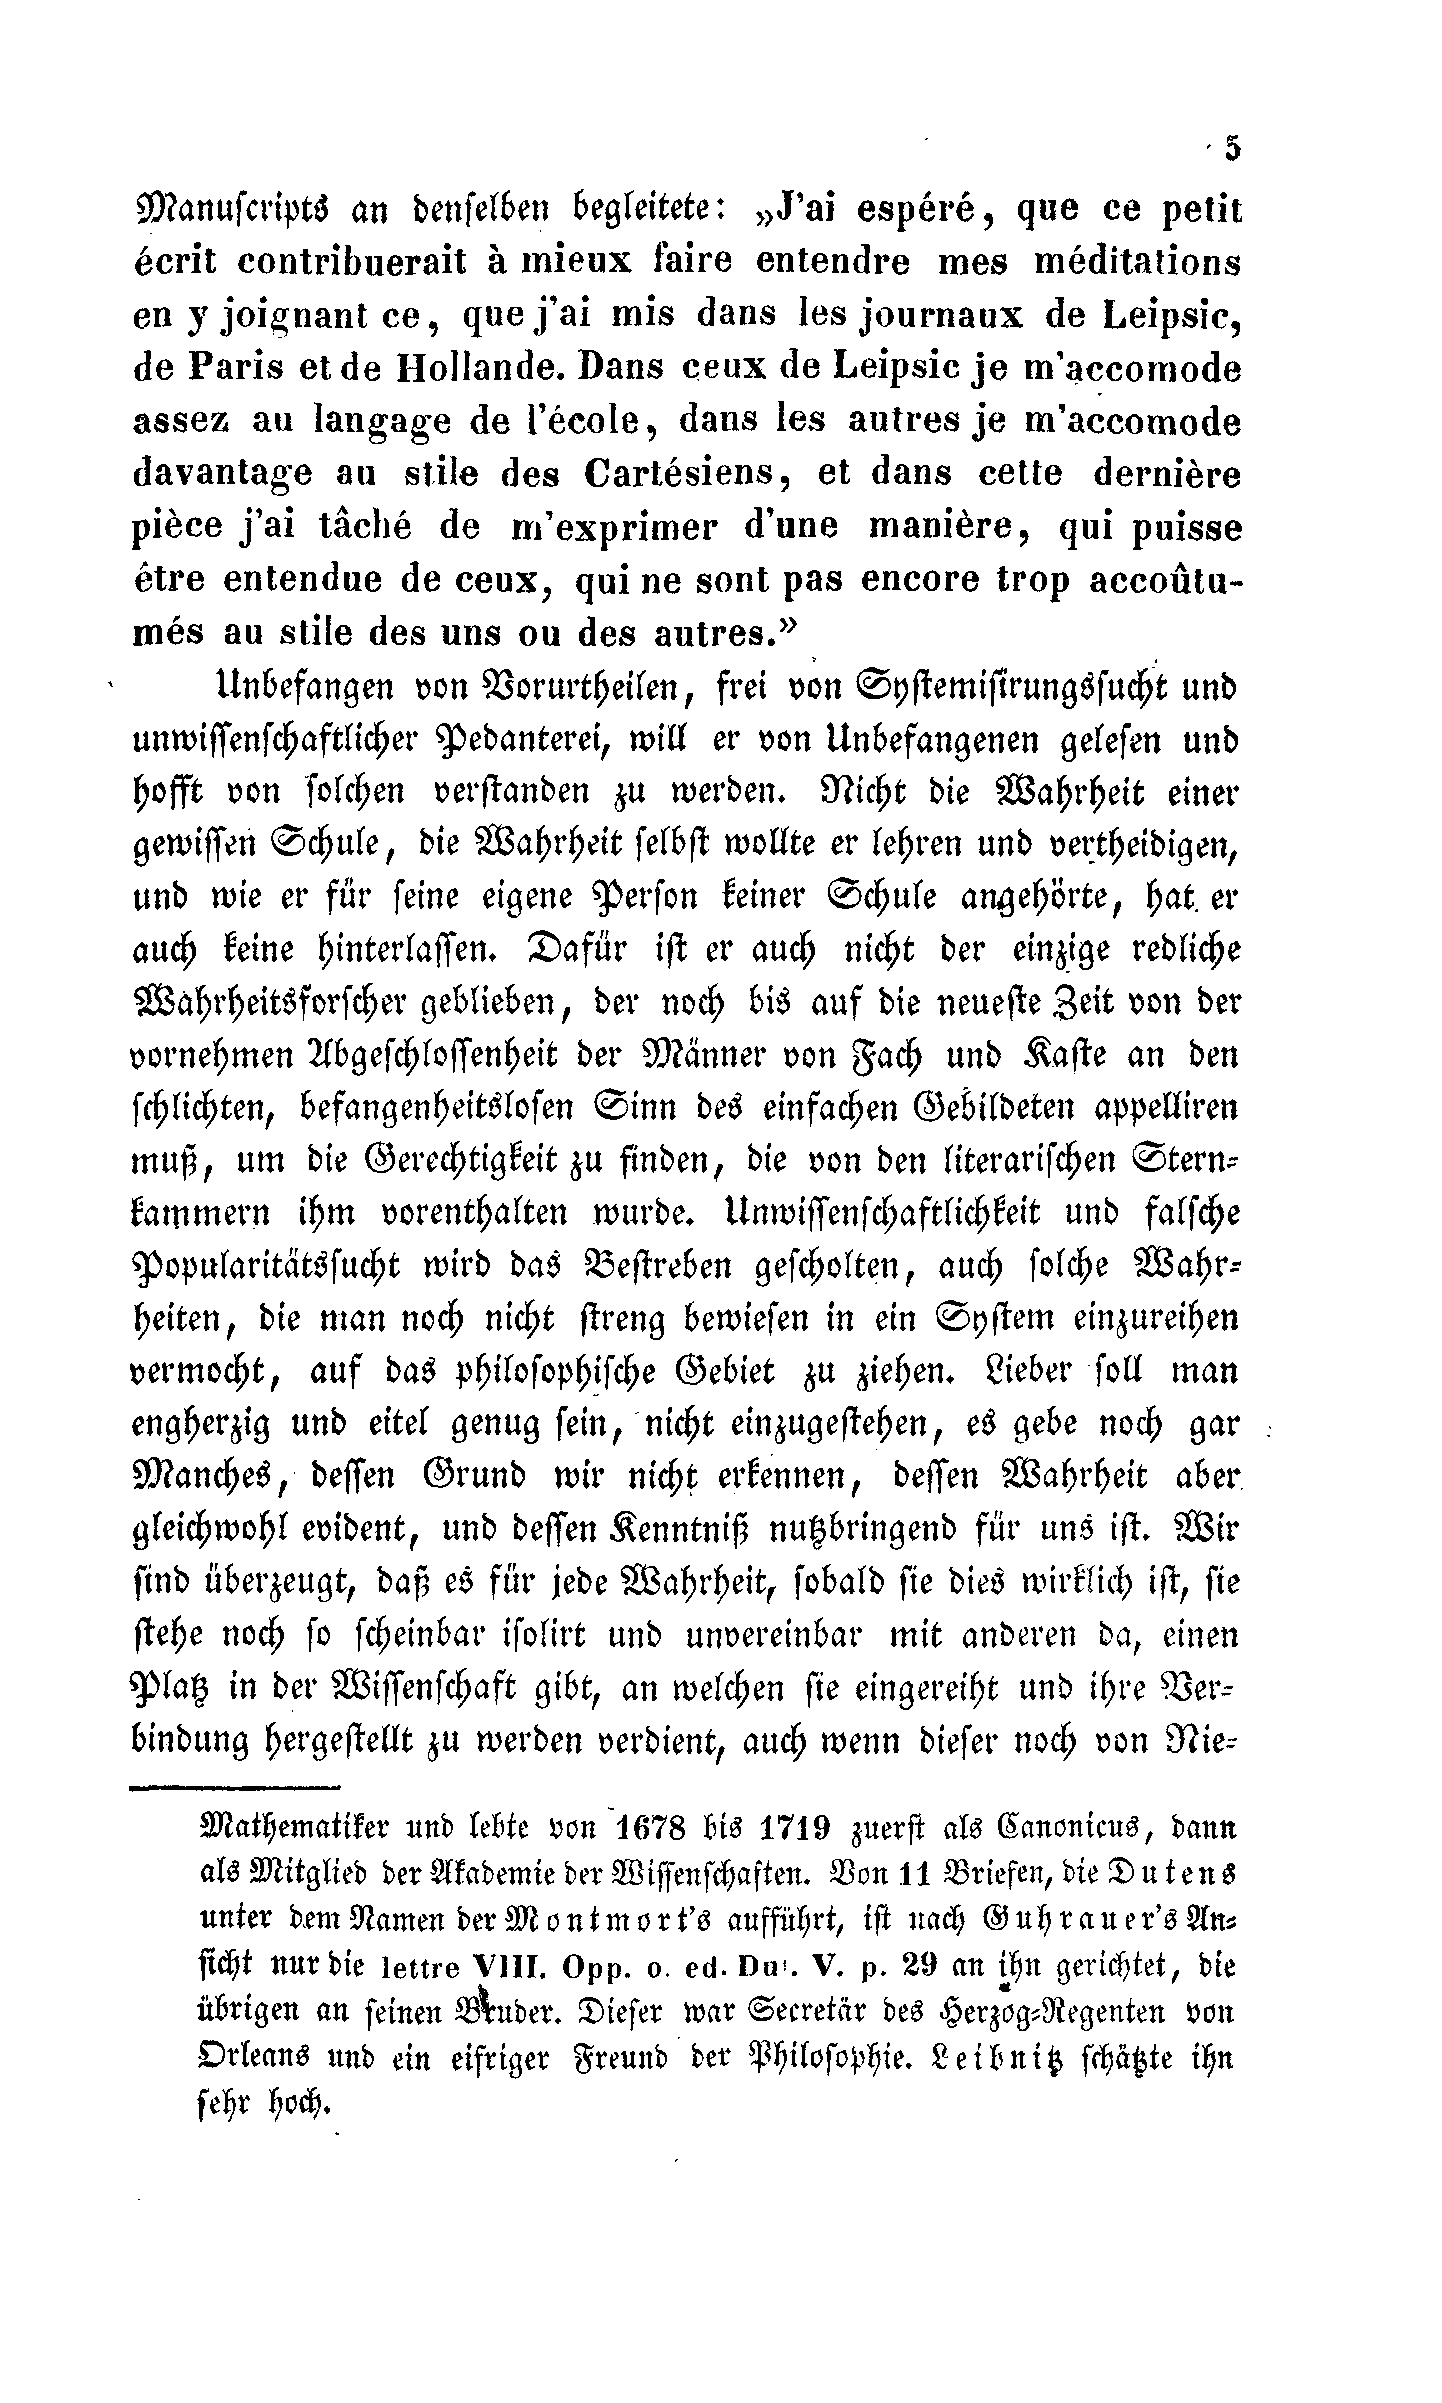 5
Manuscripts an denselben begleitete: „J'ai espéré, que ce petit
écrit contribuerait à mieux faire entendre mes méditations
en y joignant ce, que j'ai mis dans les journaux de Leipsic,
de Paris et de Hollande. Dans ceux de Leipsic je m'accomode
assez au langage de l'école, dans les autres je m'accomode
davantage au stile des Cartésiens, et dans cette dernière
pièce j'ai tâché de m'exprimer d'une manière, qui puisse
être entendue de ceux, qui ne sont pas encore trop accoûtu-
més au stile des uns ou des autres.”
Unbefangen von Vorurtheilen, frei von Systemisirungssucht und
unwissenschaftlicher Pedanterei, will er von Unbefangenen gelesen und
hofft von solchen verstanden zu werden. Nicht die Wahrheit einer
gewissen Schule, die Wahrheit selbst wollte er lehren und vertheidigen,
und wie er für seine eigene Person keiner Schule angehörte, hat er
auch keine hinterlassen. Dafür ist er auch nicht der einzige redliche
Wahrheitsforscher geblieben, der noch bis auf die neueste Zeit von der
vornehmen Abgeschlossenheit der Männer von Fach und Kaste an den
schlichten, befangenheitslosen Sinn des einfachen Gebildeten appelliren
muß, um die Gerechtigkeit zu finden, die von den literarischen Stern-
kammern ihm vorenthalten wurde. Unwissenschaftlichkeit und falsche
Popularitätssucht wird das Bestreben gescholten, auch solche Wahr-
heiten, die man noch nicht streng bewiesen in ein System einzureihen
vermocht, auf das philosophische Gebiet zu ziehen. Lieber soll man
engherzig und eitel genug sein, nicht einzugestehen, es gebe noch gar
Manches, dessen Grund wir nicht erkennen, dessen Wahrheit aber
gleichwohl evident, und dessen Kenntniß nutzbringend für uns ist. Wir
sind überzeugt, daß es für jede Wahrheit, sobald sie dies wirklich ist, sie
stehe noch so scheinbar isolirt und unvereinbar mit anderen da, einen
Platz in der Wissenschaft gibt, an welchen sie eingereiht und ihre Ver-
bindung hergestellt zu werden verdient, auch wenn dieser noch von Nie-
Mathematiker und lebte von 1678 bis 1719 zuerst als Canonicus, dann
als Mitglied der Akademie der Wissenschaften. Von 11 Briefen, die Dutens
unter dem Namen der Montmort's aufführt, ist nach Guhrauer's An-
sicht nur die lettre VIII. Opp. o. ed. Dut. V. p. 29 an ihn gerichtet, die
übrigen an seinen Bruder. Dieser war Secretär des Herzog-Regenten von
Orleans und ein eifriger Freund der Philosophie. Leibnitz schätzte ihn
sehr hoch.